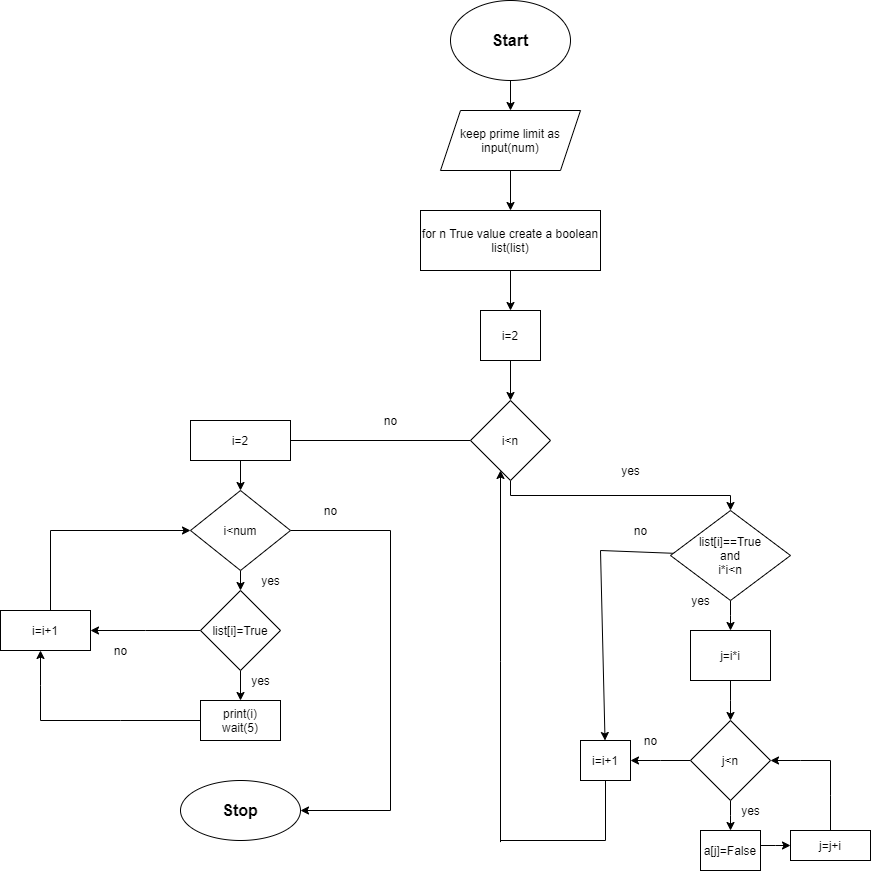 Start
keep prime limit as
input(num)
for n True value create a boolean
list(list)
i=2
i<n
no
yes
i=2
i<num
no
yes
list[i]=True
no
yes
i=i+1
print(i)
wait(5)
Stop
list[i]==True
and
i*i<n
no
yes
j=i*i
j<n
no
yes
i=i+1
a[j]=False
j=j+i